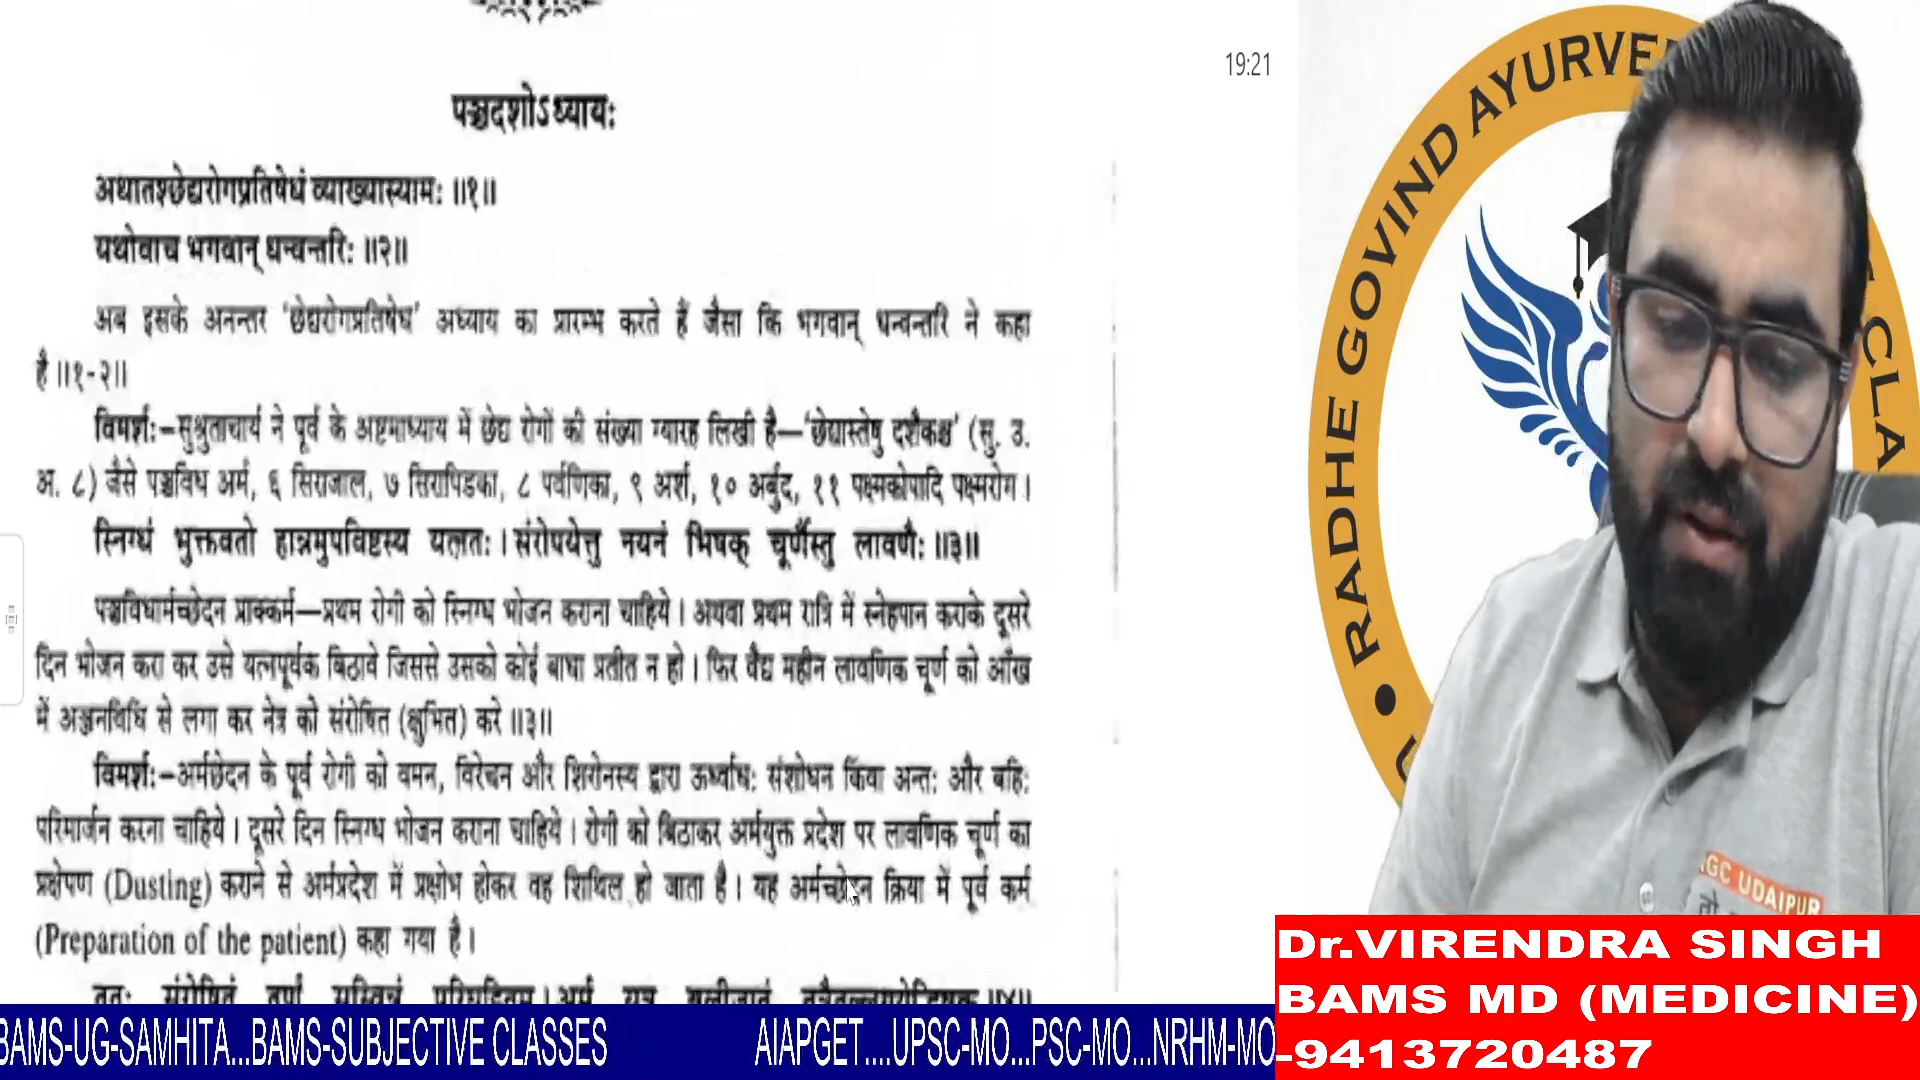 पञ्चदशोऽध्यायः
19:21
अथातश्छेद्यरोगप्रतिषेधं व्याख्यास्यामः ॥१॥
यथोवाच भगवान् धन्वन्तरिः ॥२॥
अब इसके अनन्तर ‘छेद्यरोगप्रतिषेध’ अध्याय का प्रारम्भ करते हैं जैसा कि भगवान् धन्वन्तरि ने कहा
है ॥१-२॥
विमर्शः–सुश्रुताचार्य ने पूर्व के अष्टमाध्याय में छेद्य रोगों की संख्या ग्यारह लिखी है—‘छेद्यास्तेषु दशैकश्च’ (सु. उ.
अ. ८) जैसे पञ्चविध अर्म, ६ सिराजाल, ७ सिरापिडका, ८ पर्वणिका, ९ अर्श, १० अर्बुद, ११ पक्ष्मकोपादि पक्ष्मरोग।
स्निग्धं भुक्तवतो ह्यन्नमुपविष्टस्य यत्नतः। संरोपयेत्तु नयनं भिषक् चूर्णैस्तु लावणैः ॥३॥
पञ्चविधार्मच्छेदन प्राक्कर्म—प्रथम रोगी को स्निग्ध भोजन कराना चाहिये। अथवा प्रथम रात्रि में स्नेहपान कराके दूसरे
दिन भोजन करा कर उसे यत्नपूर्वक बिठावे जिससे उसको कोई बाधा प्रतीत न हो। फिर वैद्य महीन लावणिक चूर्ण को आँख
में अञ्जनविधि से लगा कर नेत्र को संरोषित (क्षुभित) करे ॥३॥
विमर्शः–अर्मछेदन के पूर्व रोगी को वमन, विरेचन और शिरोनस्य द्वारा ऊर्ध्वाधः संशोधन किंवा अन्तः और बहिः
परिमार्जन करना चाहिये। दूसरे दिन स्निग्ध भोजन कराना चाहिये। रोगी को बिठाकर अर्मयुक्त प्रदेश पर लावणिक चूर्ण का
प्रक्षेपण (Dusting) कराने से अर्मप्रदेश में प्रक्षोभ होकर वह शिथिल हो जाता है। यह अर्मच्छेदन क्रिया में पूर्व कर्म
(Preparation of the patient) कहा गया है।
RADHE GOVIND AYURVE
CLA
GC UDAIPUR
Dr.VIRENDRA SINGH
BAMS MD (MEDICINE)
-9413720487
BAMS-UG-SAMHITA...BAMS-SUBJECTIVE CLASSES AIAPGET....UPSC-MO...PSC-MO...NRHM-MO